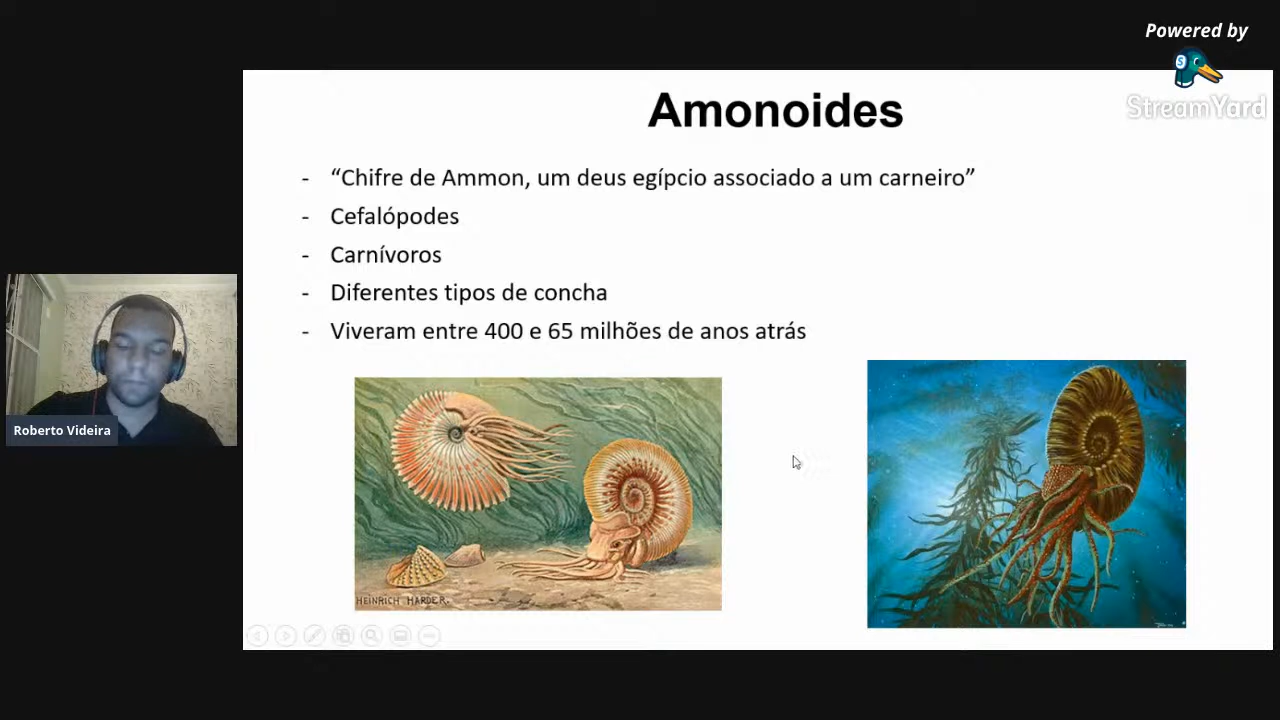 Powered by
StreamYard
Amonoides
- “Chifre de Ammon, um deus egípcio associado a um carneiro”
- Cefalópodes
- Carnívoros
- Diferentes tipos de concha
- Viveram entre 400 e 65 milhões de anos atrás
Roberto Videira
HEINRICH HARDER.